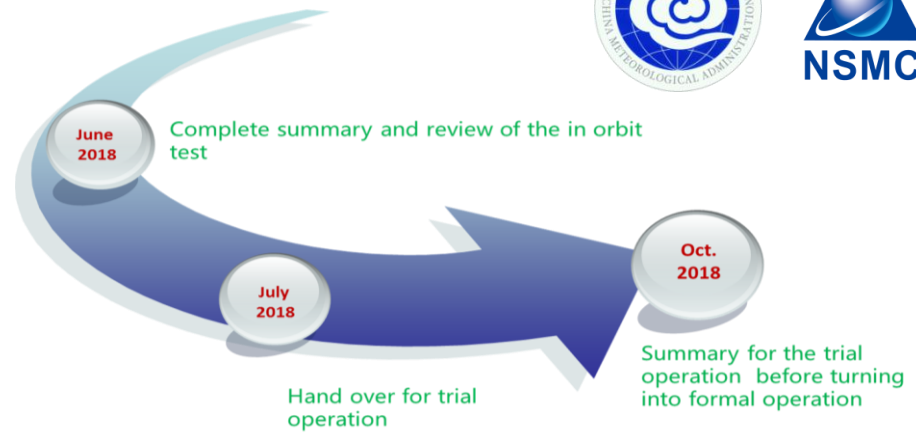 CHINA METEOROLOGICAL ADMINISTRATION
NSMC
June
2018
Complete summary and review of the in orbit
test
July
2018
Hand over for trial
operation
Oct.
2018
Summary for the trial
operation before turning
into formal operation